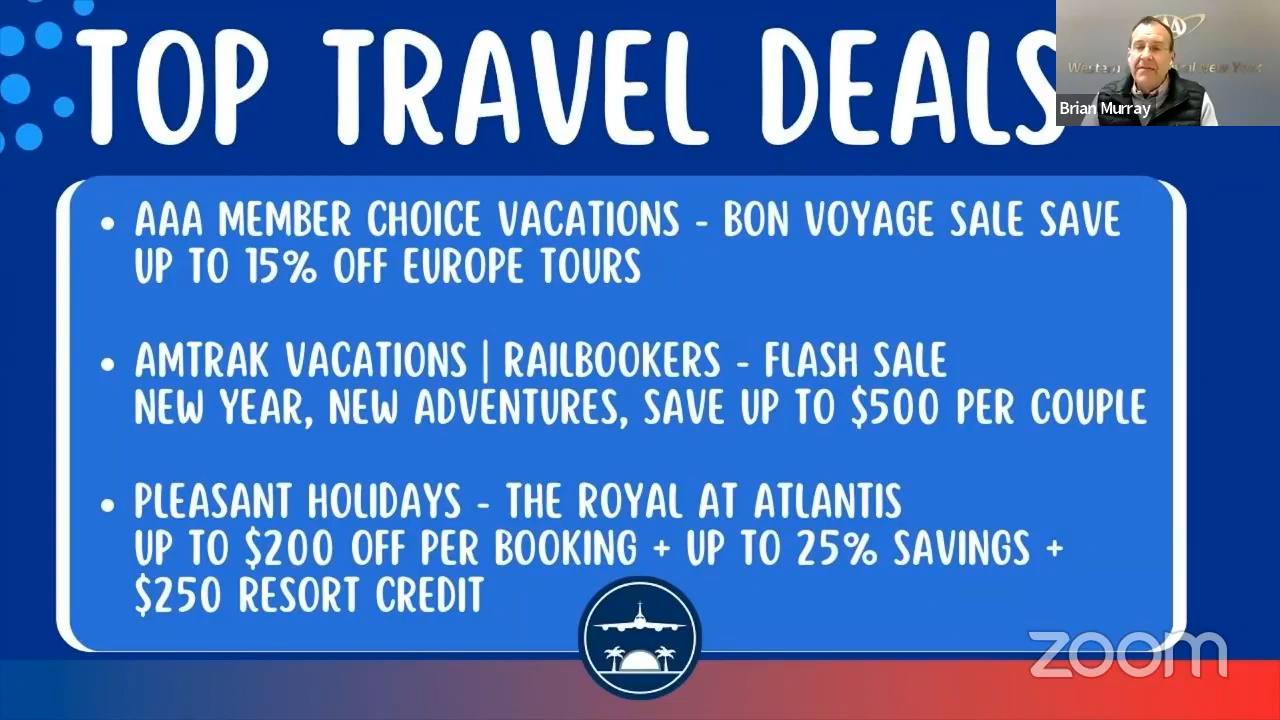 TOP TRAVEL DEALS
Brian Murray
• AAA MEMBER CHOICE VACATIONS - BON VOYAGE SALE SAVE
UP TO 15% OFF EUROPE TOURS
• AMTRAK VACATIONS | RAILBOOKERS - FLASH SALE
NEW YEAR, NEW ADVENTURES, SAVE UP TO $500 PER COUPLE
• PLEASANT HOLIDAYS - THE ROYAL AT ATLANTIS
UP TO $200 OFF PER BOOKING + UP TO 25% SAVINGS +
$250 RESORT CREDIT
zoom